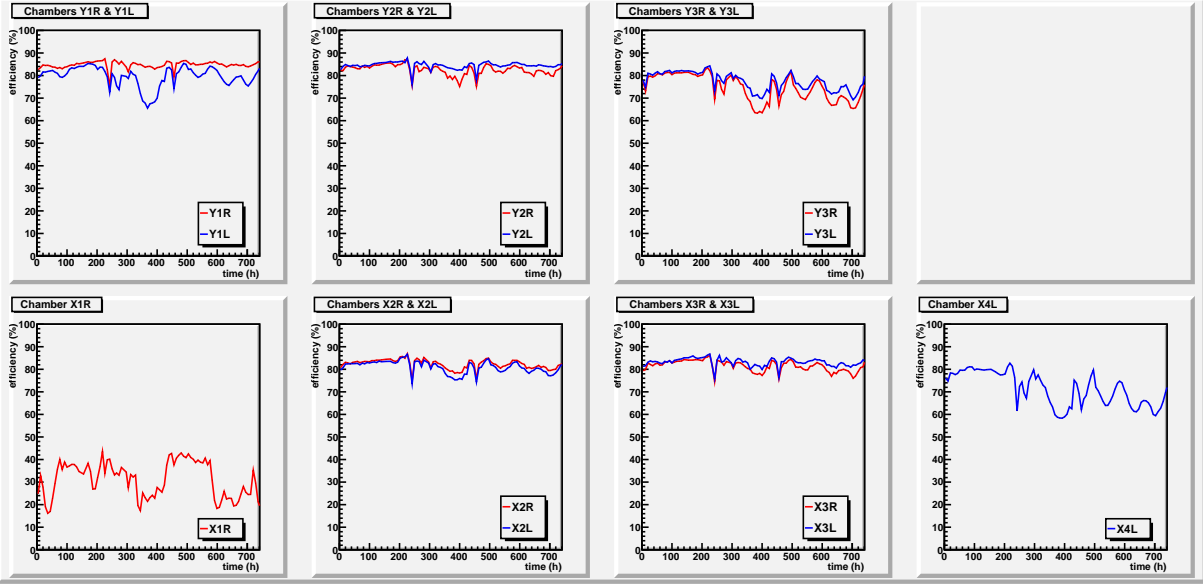 Chambers Y1R & Y1L
efficiency (%)
100
90
80
70
60
50
40
30
20
10
0
Y1R
Y1L
0 100 200 300 400 500 600 700
time (h)
Chambers Y2R & Y2L
efficiency (%)
100
90
80
70
60
50
40
30
20
10
0
Y2R
Y2L
0 100 200 300 400 500 600 700
time (h)
Chambers Y3R & Y3L
efficiency (%)
100
90
80
70
60
50
40
30
20
10
0
Y3R
Y3L
0 100 200 300 400 500 600 700
time (h)
Chamber X1R
efficiency (%)
100
90
80
70
60
50
40
30
20
10
0
X1R
0 100 200 300 400 500 600 700
time (h)
Chambers X2R & X2L
efficiency (%)
100
90
80
70
60
50
40
30
20
10
0
X2R
X2L
0 100 200 300 400 500 600 700
time (h)
Chambers X3R & X3L
efficiency (%)
100
90
80
70
60
50
40
30
20
10
0
X3R
X3L
0 100 200 300 400 500 600 700
time (h)
Chamber X4L
efficiency (%)
100
90
80
70
60
50
40
30
20
10
0
X4L
0 100 200 300 400 500 600 700
time (h)